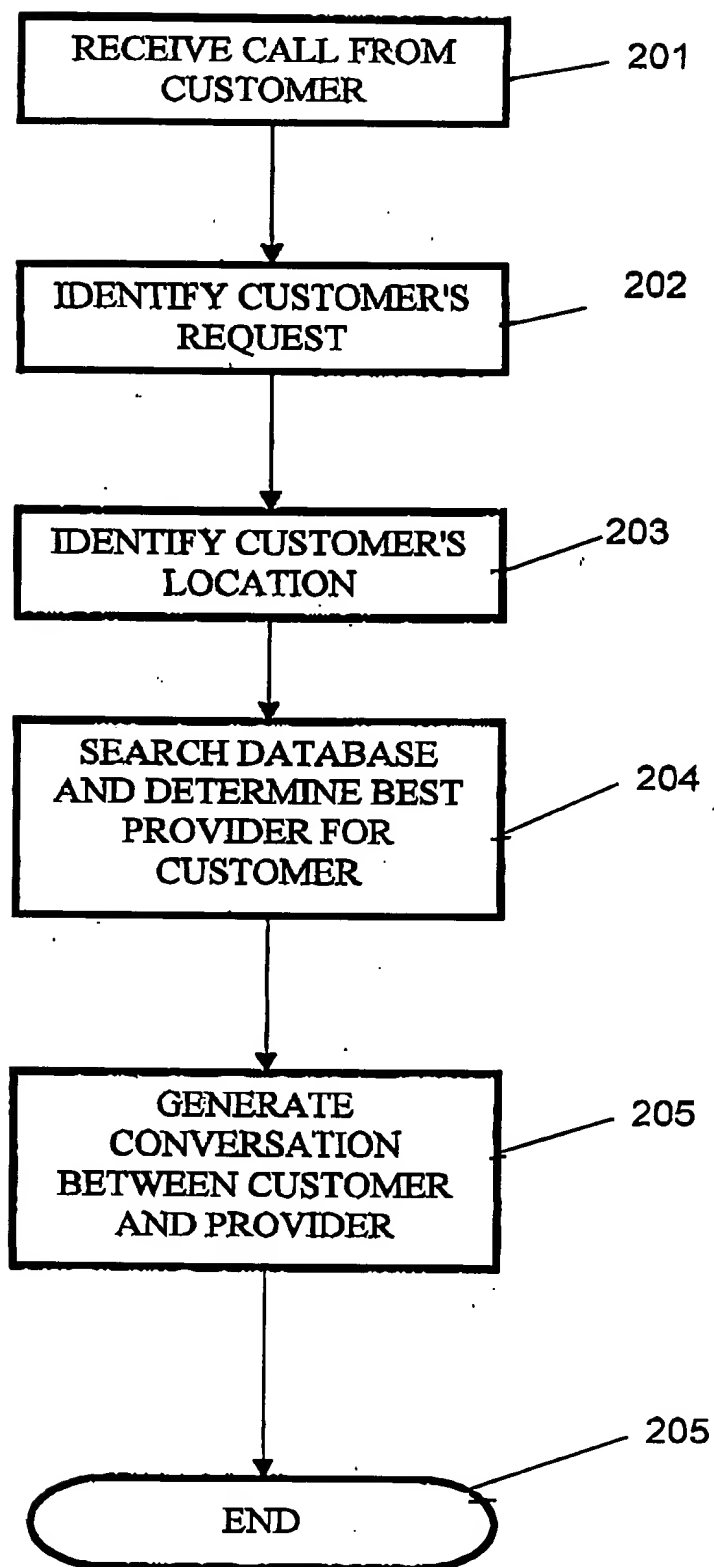 RECEIVE CALL FROM
CUSTOMER
201
IDENTIFY CUSTOMER'S
REQUEST
202
IDENTIFY CUSTOMER'S
LOCATION
203
SEARCH DATABASE
AND DETERMINE BEST
PROVIDER FOR
CUSTOMER
204
GENERATE
CONVERSATION
BETWEEN CUSTOMER
AND PROVIDER
205
END
205